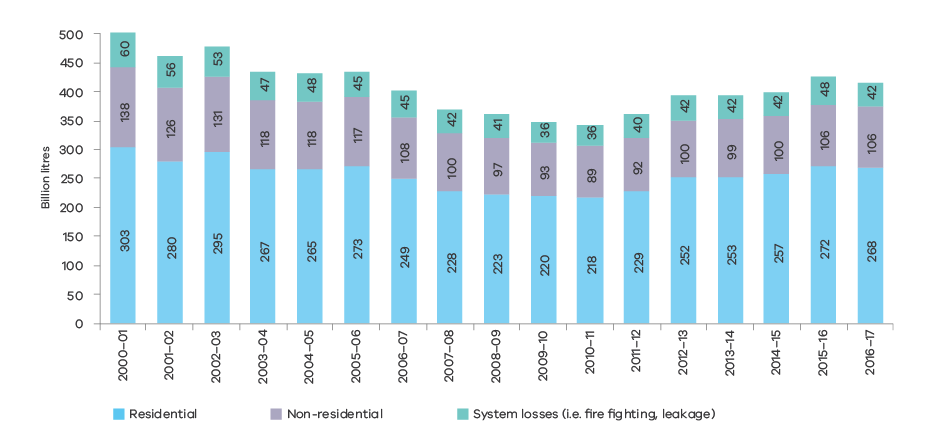 Billion litres
500
450
400
350
300
250
200
150
100
50
0
60 56 53 47 48 45 45 42 41 36 36 40 42 42 42 48 42
138 126 131 118 118 117 108 100 97 93 89 92 100 99 100 106 106
303 280 295 267 265 273 249 228 223 220 218 229 252 253 257 272 268
2000–01 2001–02 2002–03 2003–04 2004–05 2005–06 2006–07 2007–08 2008–09 2009–10 2010–11 2011–12 2012–13 2013–14 2014–15 2015–16 2016–17
Residential Non-residential System losses (i.e. fire fighting, leakage)